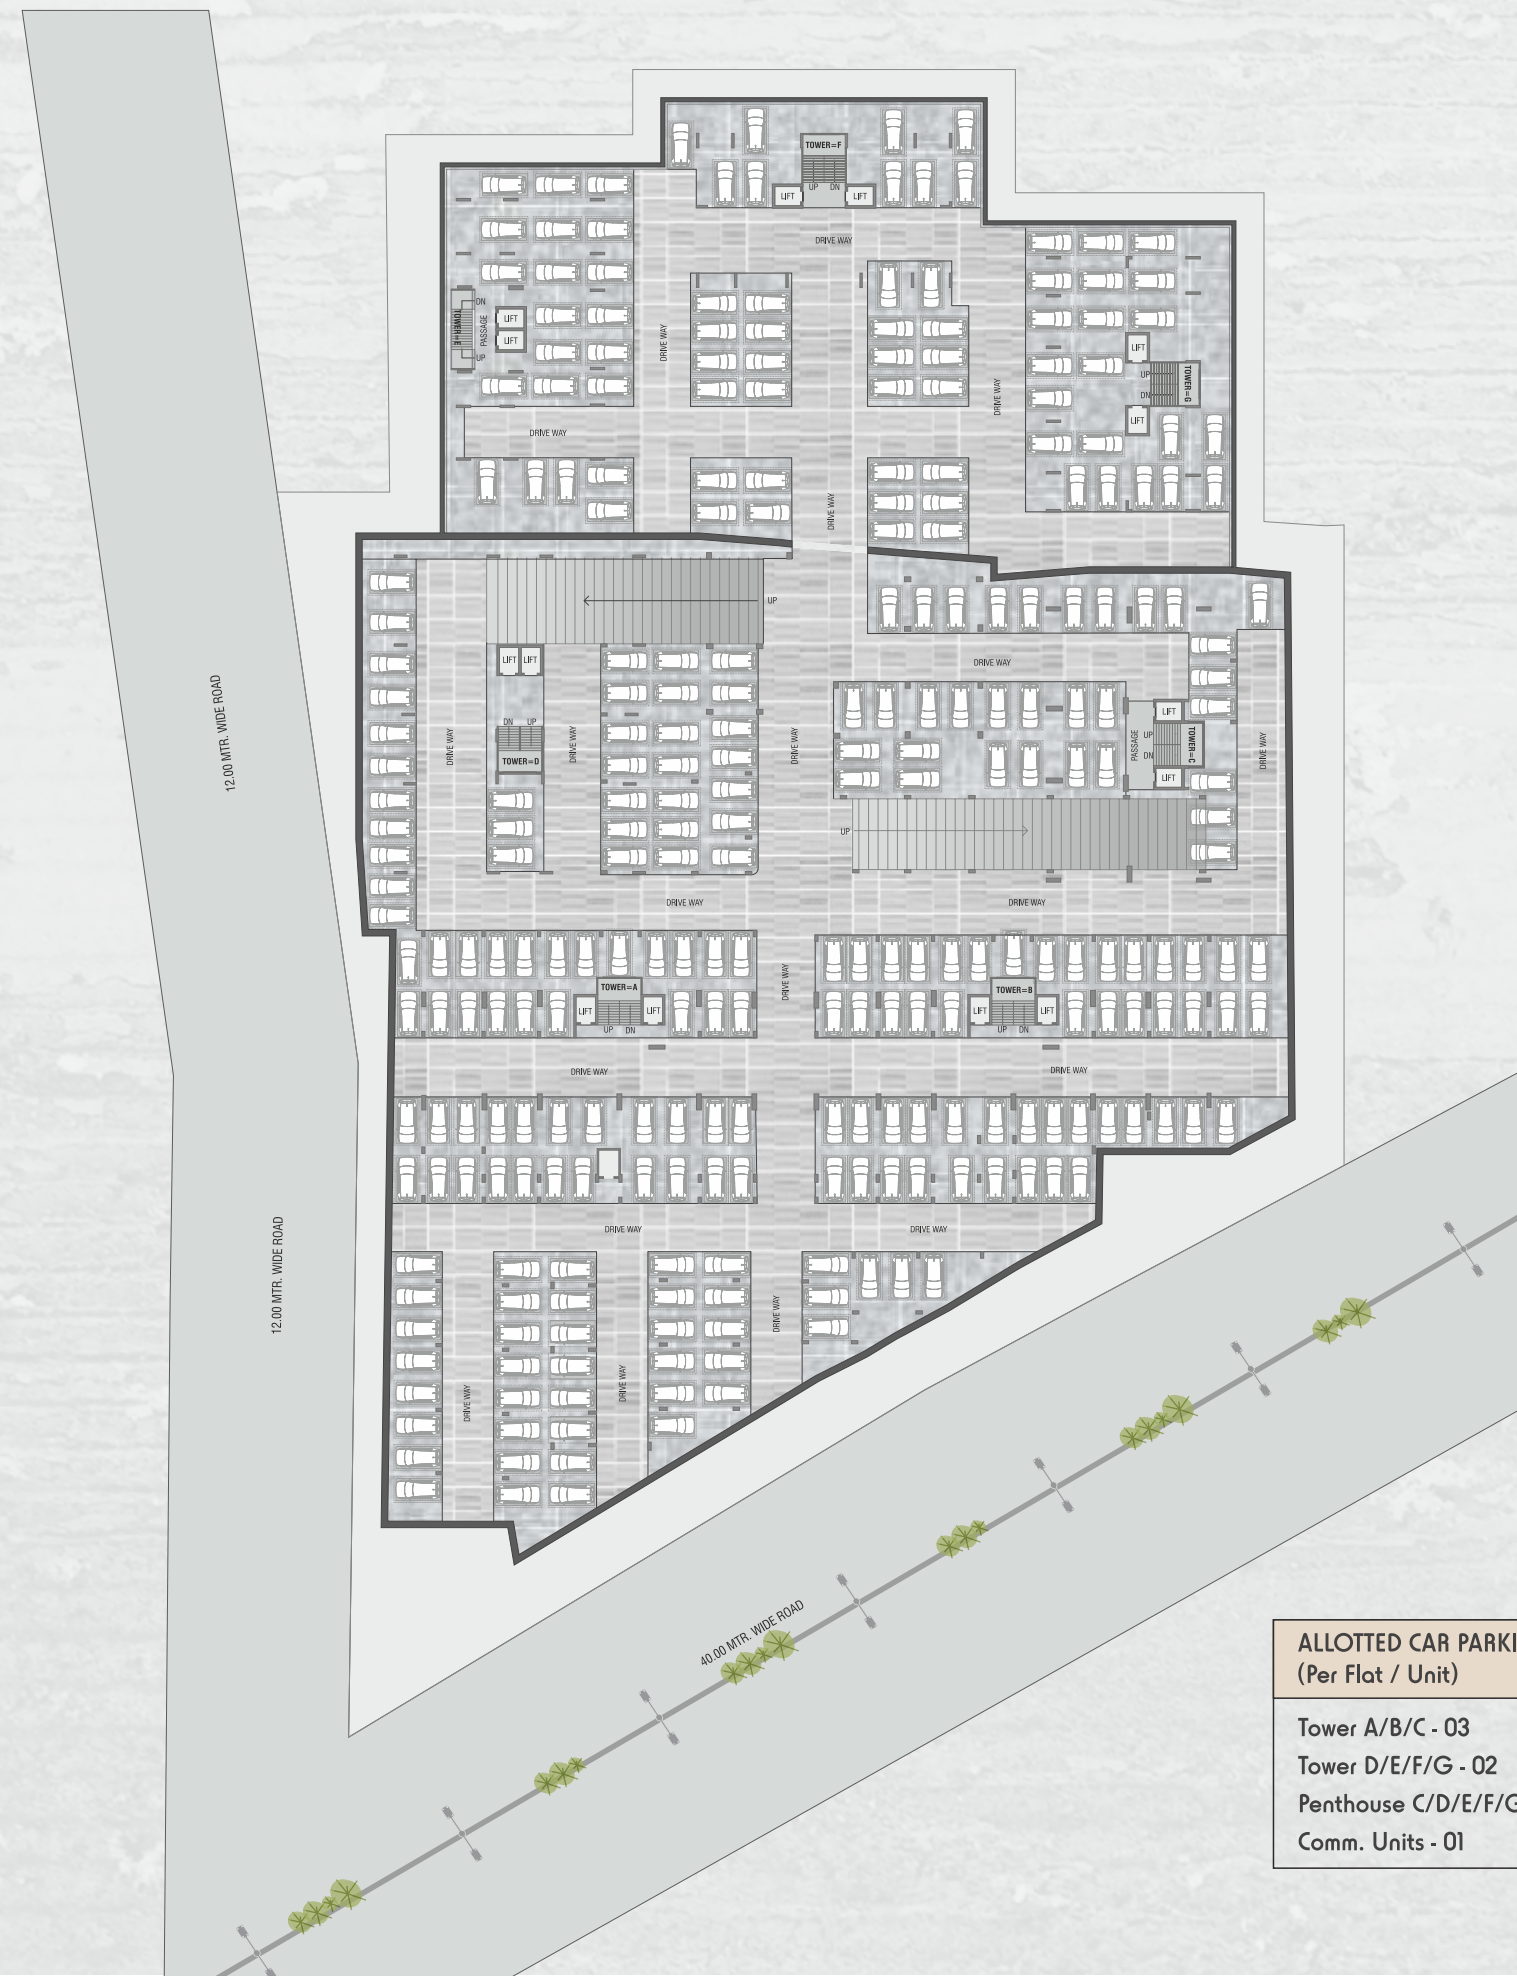 TOWER=F
UP DN
LIFT
LIFT
DRIVE WAY
DN
TOWER=E
PASSAGE
LIFT
LIFT
UP
DRIVE WAY
DRIVE WAY
LIFT
UP
TOWER=G
DN
LIFT
DRIVE WAY
DRIVE WAY
UP
LIFT LIFT
DRIVE WAY
DN UP
TOWER=D
DRIVE WAY
DRIVE WAY
DRIVE WAY
LIFT
PASSAGE
UP
TOWER=C
DN
LIFT
DRIVE WAY
UP
DRIVE WAY
DRIVE WAY
DRIVE WAY
TOWER=A
LIFT
LIFT
UP DN
TOWER=B
LIFT
LIFT
UP DN
DRIVE WAY
DRIVE WAY
DRIVE WAY
DRIVE WAY
DRIVE WAY
DRIVE WAY
DRIVE WAY
12.00 MTR. WIDE ROAD
12.00 MTR. WIDE ROAD
40.00 MTR. WIDE ROAD
ALLOTTED CAR PARKI
(Per Flat / Unit)
Tower A/B/C - 03
Tower D/E/F/G - 02
Penthouse C/D/E/F/G
Comm. Units - 01